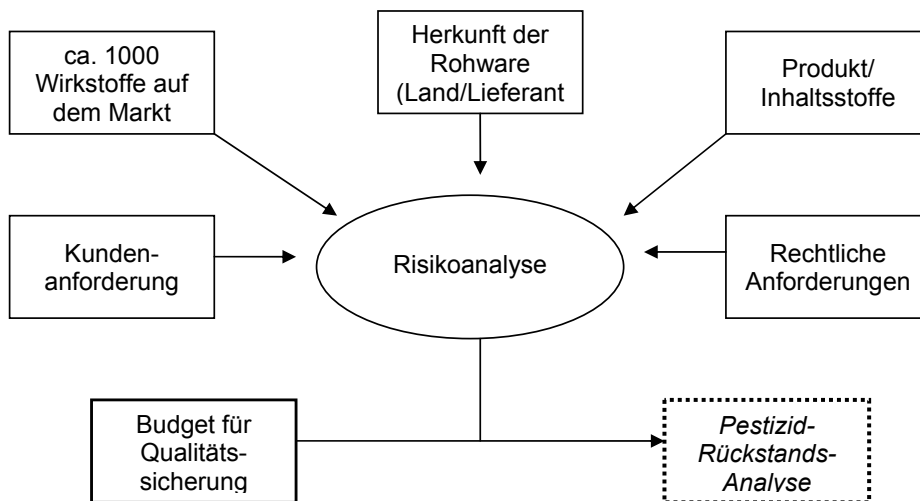 ca. 1000
Wirkstoffe auf
dem Markt
Herkunft der
Rohware
(Land/Lieferant
Produkt/
Inhaltsstoffe
Kunden-
anforderung
Risikoanalyse
Rechtliche
Anforderungen
Budget für
Qualitäts-
sicherung
Pestizid-
Rückstands-
Analyse